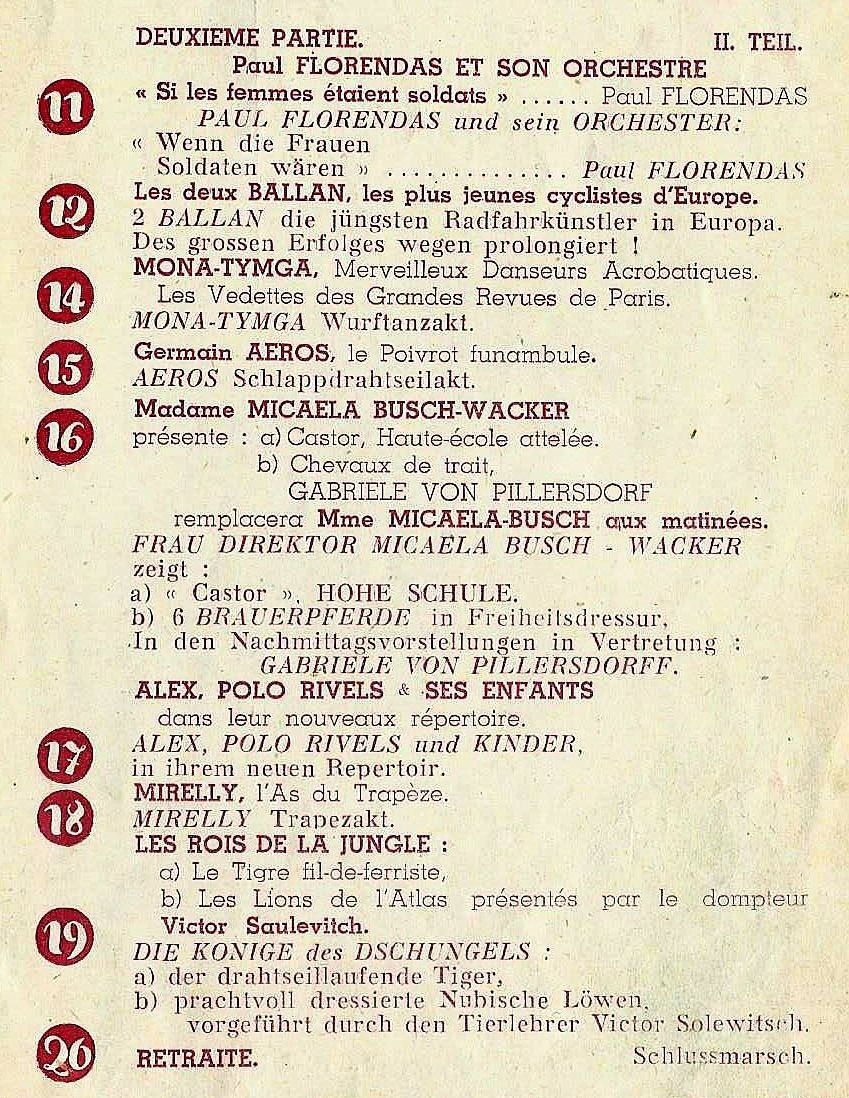 DEUXIEME PARTIE. II. TEIL.
Paul FLORENDAS ET SON ORCHESTRE
11 « Si les femmes étaient soldats » ...... Paul FLORENDAS
PAUL FLORENDAS und sein ORCHESTER:
« Wenn die Frauen
Soldaten wären » .............. Paul FLORENDAS
12 Les deux BALLAN, les plus jeunes cyclistes d'Europe.
2 BALLAN die jüngsten Radfahrkünstler in Europa.
Des grossen Erfolges wegen prolongiert !
14 MONA-TYMGA, Merveilleux Danseurs Acrobatiques.
Les Vedettes des Grandes Revues de Paris.
MONA-TYMGA Wurftanzakt.
15 Germain AEROS, le Poivrot funambule.
AEROS Schlappdrahtseilakt.
16 Madame MICAELA BUSCH-WACKER
présente : a) Castor, Haute-école attelée.
b) Chevaux de trait,
GABRIELE VON PILLERSDORF
remplacera Mme MICAELA-BUSCH aux matinées.
FRAU DIREKTOR MICAELA BUSCH - WACKER
zeigt :
a) « Castor », HOHE SCHULE.
b) 6 BRAUERPFERDE in Freiheitsdressur,
In den Nachmittagsvorstellungen in Vertretung :
GABRIELE VON PILLERSDORFF.
ALEX, POLO RIVELS & SES ENFANTS
dans leur nouveaux répertoire.
17 ALEX, POLO RIVELS und KINDER,
in ihrem neuen Repertoir.
MIRELLY, l'As du Trapèze.
18 MIRELLY Trapezakt.
LES ROIS DE LA JUNGLE :
a) Le Tigre fil-de-ferriste,
b) Les Lions de l'Atlas présentés par le dompteur
19 Victor Saulevitch.
DIE KONIGE des DSCHUNGELS :
a) der drahtseillaufende Tiger,
b) prachtvoll dressierte Nubische Löwen,
vorgeführt durch den Tierlehrer Victor Solewitsch.
20 RETRAITE. Schlussmarsch.